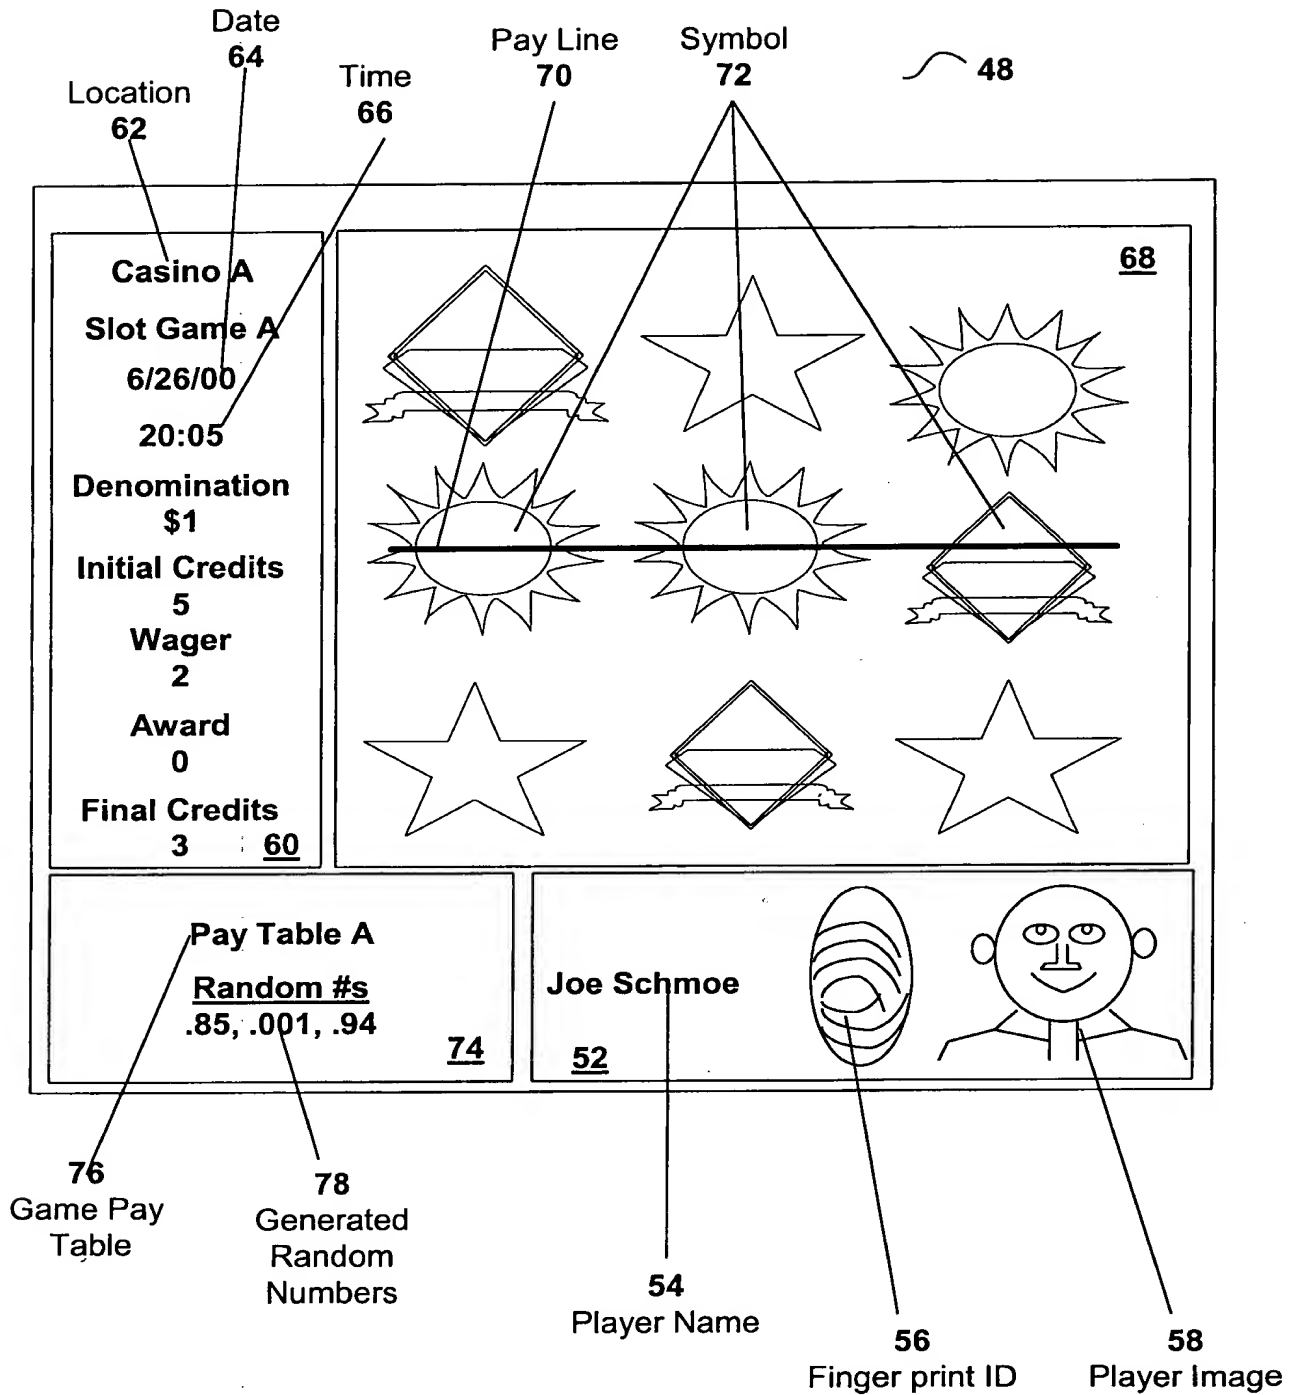 Date
64
Pay Line
70
Symbol
72
48
Location
62
Time
66
Casino A
Slot Game A
6/26/00
20:05
Denomination
$1
Initial Credits
5
Wager
2
Award
0
Final Credits
3
60
68
Pay Table A
Random #s
.85, .001, .94
74
Joe Schmoe
52
76
Game Pay
Table
78
Generated
Random
Numbers
54
Player Name
56
Finger print ID
58
Player Image